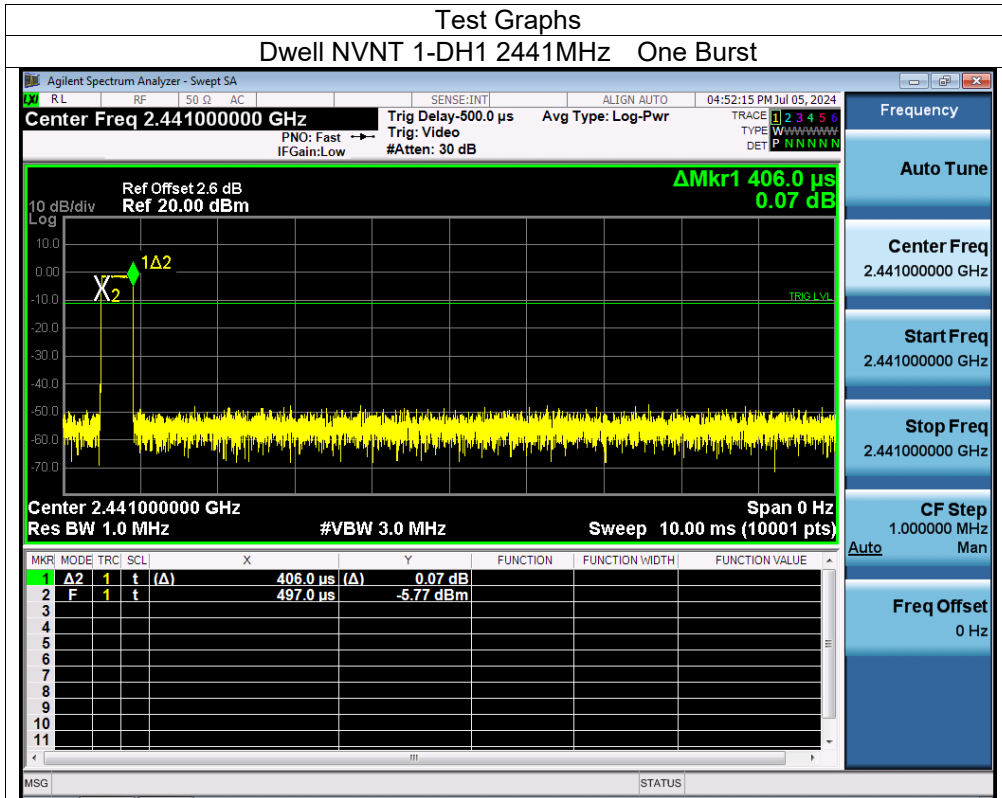 Test Graphs
Dwell NVNT 1-DH1 2441MHz One Burst
Agilent Spectrum Analyzer - Swept SA
LXI RL RF 50 Ω AC SENSE:INT ALIGN AUTO 04:52:15 PM Jul 05, 2024
Center Freq 2.441000000 GHz Trig Delay-500.0 µs Avg Type: Log-Pwr TRACE 1 2 3 4 5 6
PNO: Fast Trig: Video TYPE WWWWWW
IFGain:Low #Atten: 30 dB DET P N N N N N
Frequency
Auto Tune
Center Freq
2.441000000 GHz
Start Freq
2.441000000 GHz
Stop Freq
2.441000000 GHz
CF Step
1.000000 MHz
Auto Man
Freq Offset
0 Hz
ΔMkr1 406.0 µs
0.07 dB
Ref Offset 2.6 dB
10 dB/div Ref 20.00 dBm
Log
10.0
0.00
-10.0
-20.0
-30.0
-40.0
-50.0
-60.0
-70.0
1Δ2
X2
TRIG LVL
Center 2.441000000 GHz Span 0 Hz
Res BW 1.0 MHz #VBW 3.0 MHz Sweep 10.00 ms (10001 pts)
MKR MODE TRC SCL X Y FUNCTION FUNCTION WIDTH FUNCTION VALUE
1 Δ2 1 t (Δ) 406.0 µs (Δ) 0.07 dB
2 F 1 t 497.0 µs -5.77 dBm
3
4
5
6
7
8
9
10
11
MSG STATUS